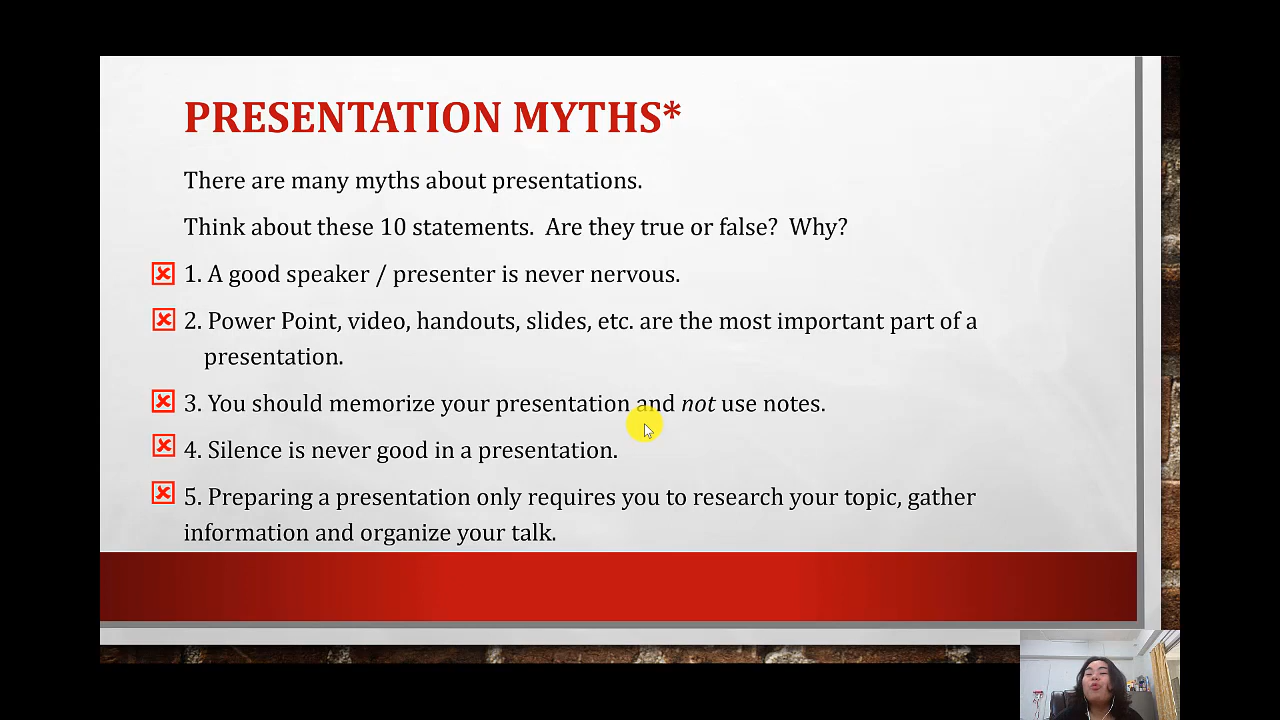 PRESENTATION MYTHS*
There are many myths about presentations.
Think about these 10 statements.  Are they true or false?  Why?
1. A good speaker / presenter is never nervous.
2. Power Point, video, handouts, slides, etc. are the most important part of a
presentation.
3. You should memorize your presentation and not use notes.
4. Silence is never good in a presentation.
5. Preparing a presentation only requires you to research your topic, gather
information and organize your talk.